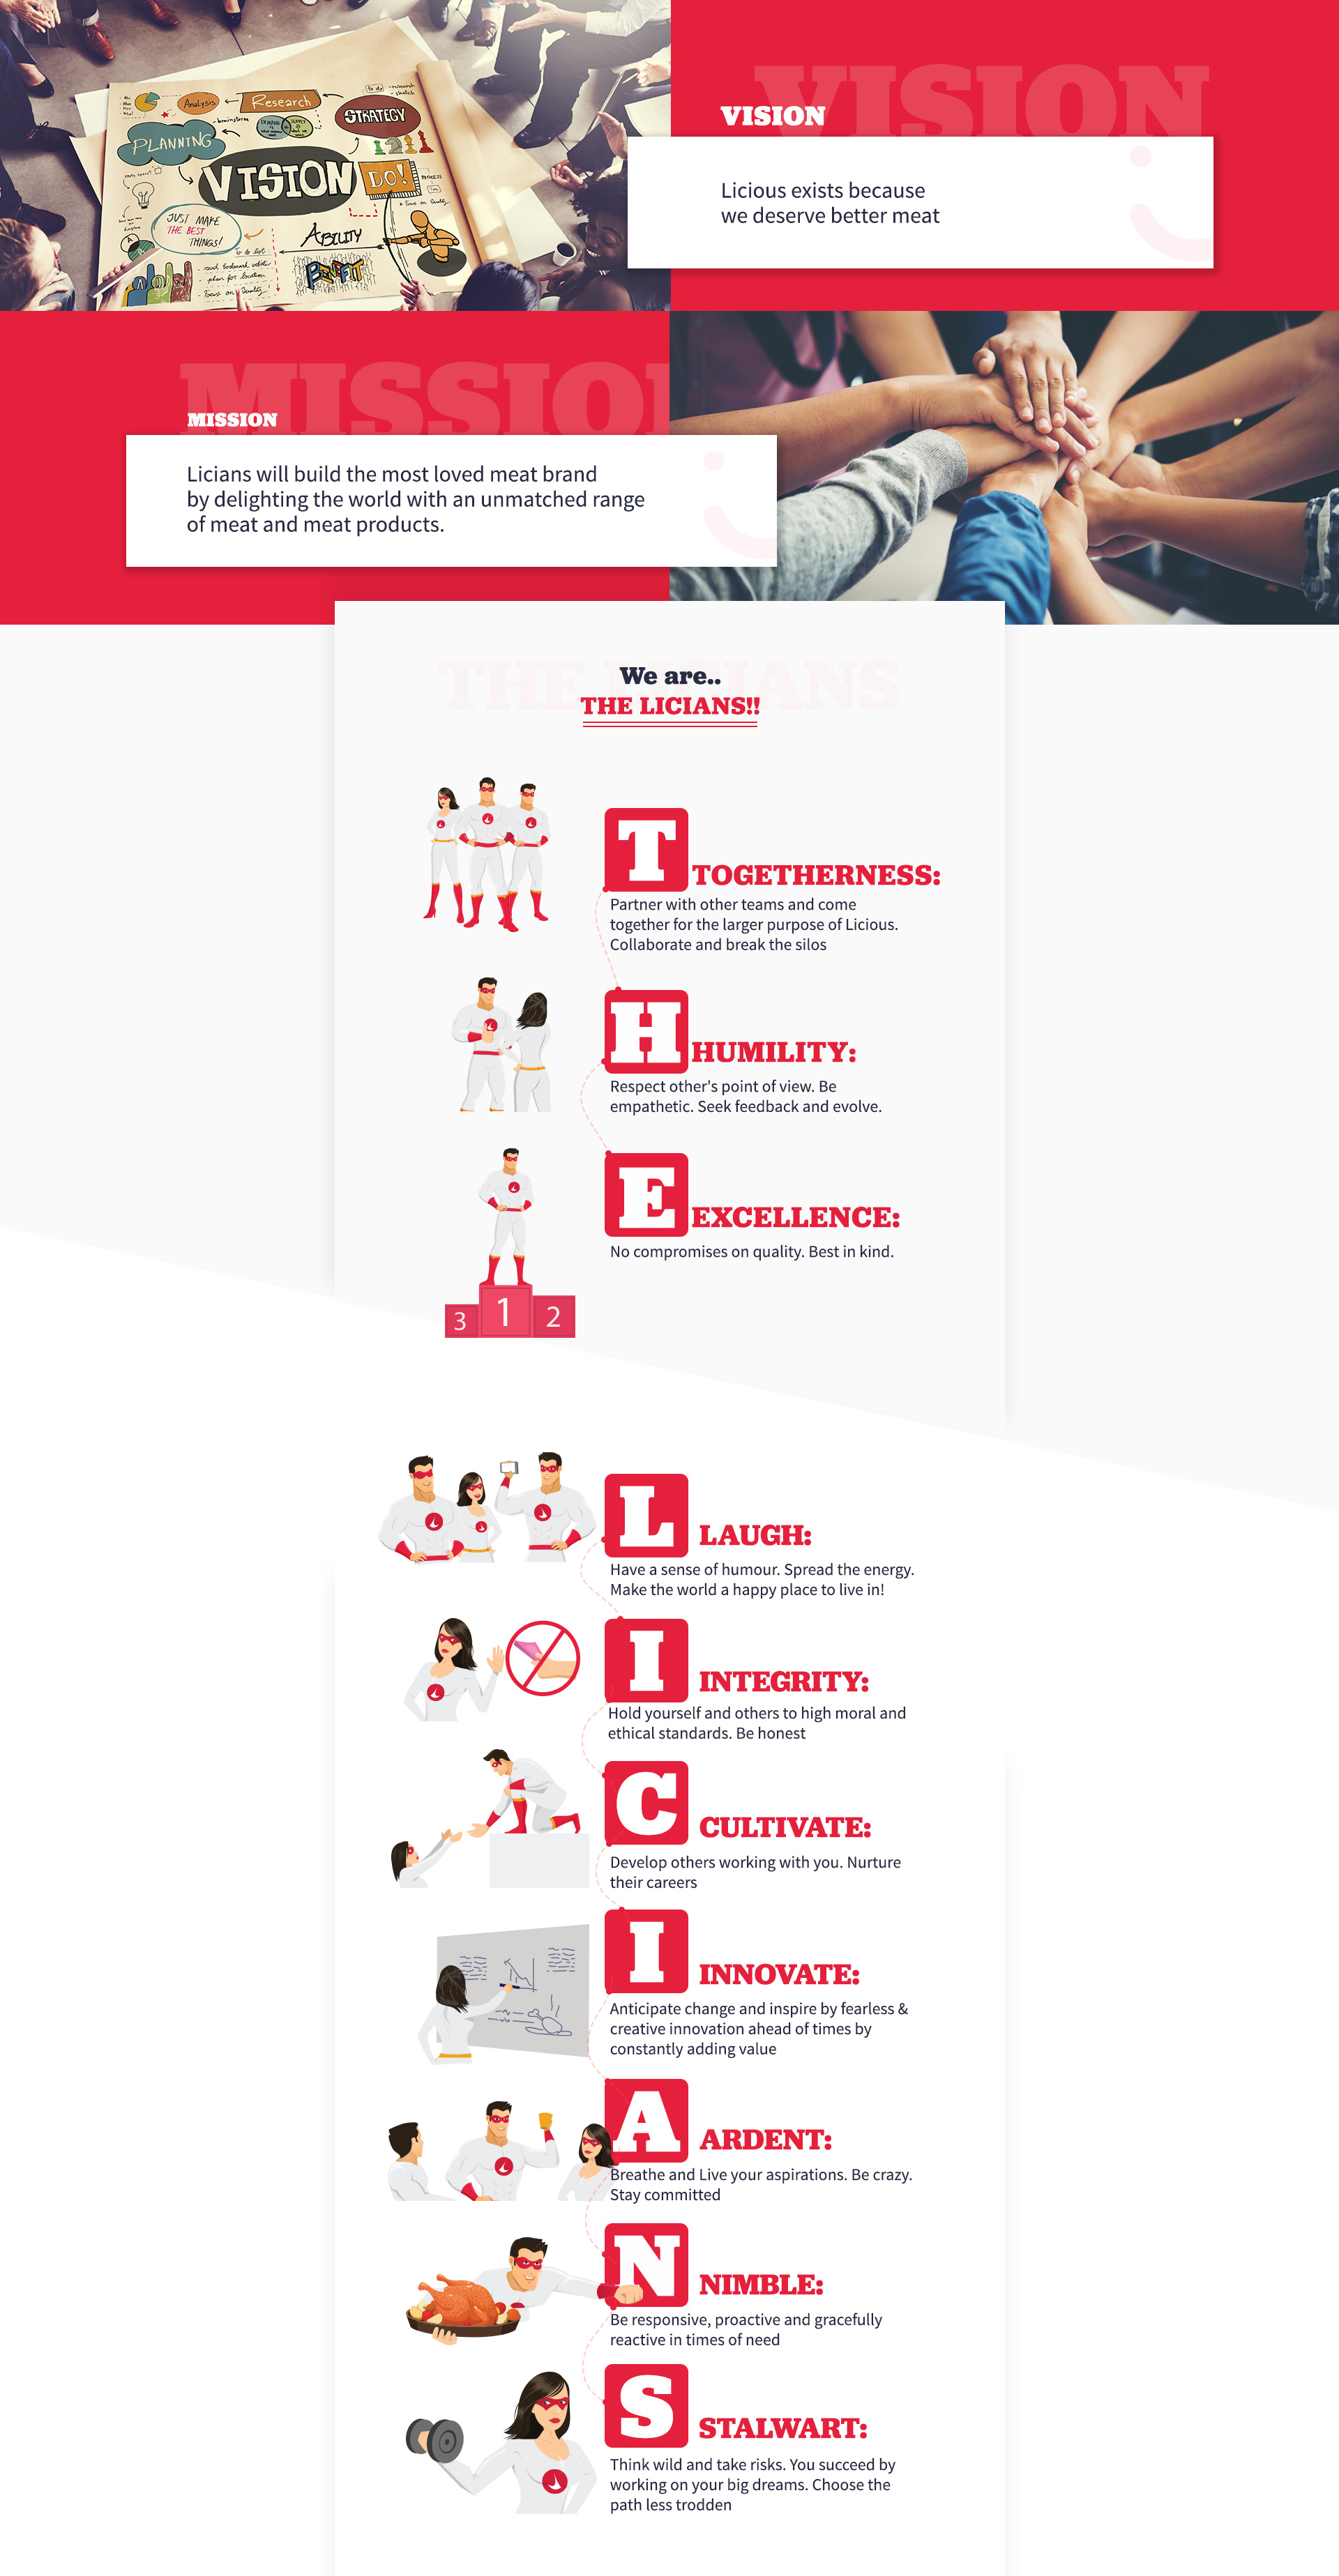 Analysis
Research
STRATEGY
PLANNING
brainstorm
VISION
DO!
PROCESS
JUST MAKE
THE BEST
THINGS!
ABILITY
BENEFIT
to do list
- Focus on Quality
VISION
VISION
Licious exists because
we deserve better meat
MISSION
MISSION
Licians will build the most loved meat brand
by delighting the world with an unmatched range
of meat and meat products.
THE LICIANS
We are..
THE LICIANS!!
T TOGETHERNESS:
Partner with other teams and come
together for the larger purpose of Licious.
Collaborate and break the silos
H HUMILITY:
Respect other's point of view. Be
empathetic. Seek feedback and evolve.
E EXCELLENCE:
No compromises on quality. Best in kind.
3 1 2
L LAUGH:
Have a sense of humour. Spread the energy.
Make the world a happy place to live in!
I INTEGRITY:
Hold yourself and others to high moral and
ethical standards. Be honest
C CULTIVATE:
Develop others working with you. Nurture
their careers
I INNOVATE:
Anticipate change and inspire by fearless &
creative innovation ahead of times by
constantly adding value
A ARDENT:
Breathe and Live your aspirations. Be crazy.
Stay committed
N NIMBLE:
Be responsive, proactive and gracefully
reactive in times of need
S STALWART:
Think wild and take risks. You succeed by
working on your big dreams. Choose the
path less trodden